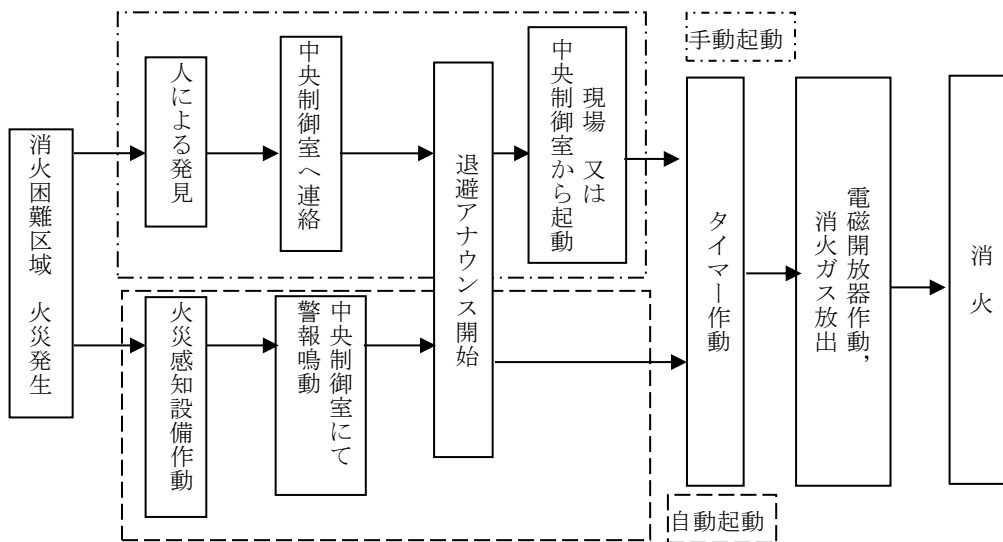 消火困難区域　火災発生
人による発見
中央制御室へ連絡
退避アナウンス開始
現場　又は
中央制御室から起動
手動起動
火災感知設備作動
中央制御室にて
警報鳴動
自動起動
タイマー作動
電磁開放器作動，
消火ガス放出
消　火